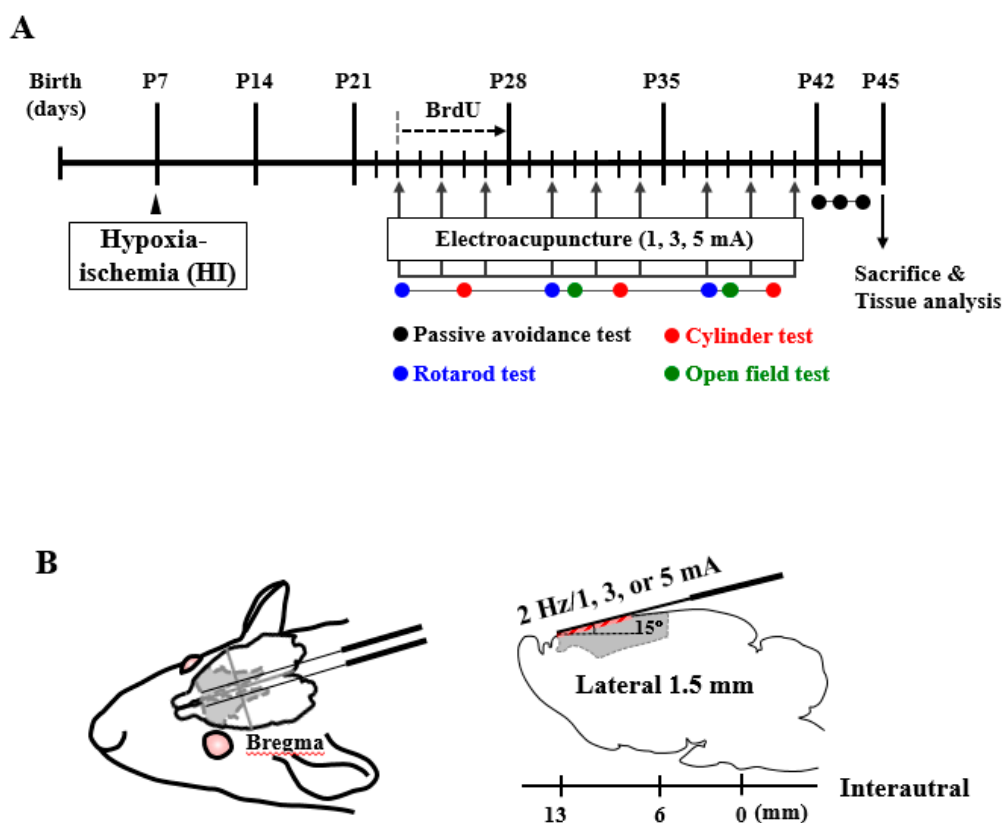 A
Birth
(days)
P7
P14
P21
P28
P35
P42
P45
BrdU
Hypoxia-
ischemia (HI)
Electroacupuncture (1, 3, 5 mA)
Sacrifice &
Tissue analysis
Passive avoidance test
Cylinder test
Rotarod test
Open field test
B
2 Hz/1, 3, or 5 mA
15°
Lateral 1.5 mm
Bregma
Interautral
13 6 0 (mm)